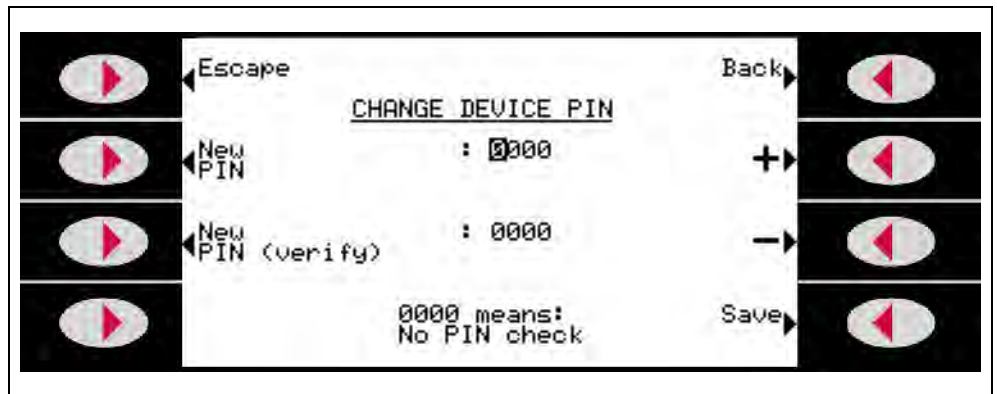 Escape Back
CHANGE DEVICE PIN
New : 0000 +
PIN
New : 0000 −
PIN (verify)
0000 means: Save
No PIN check